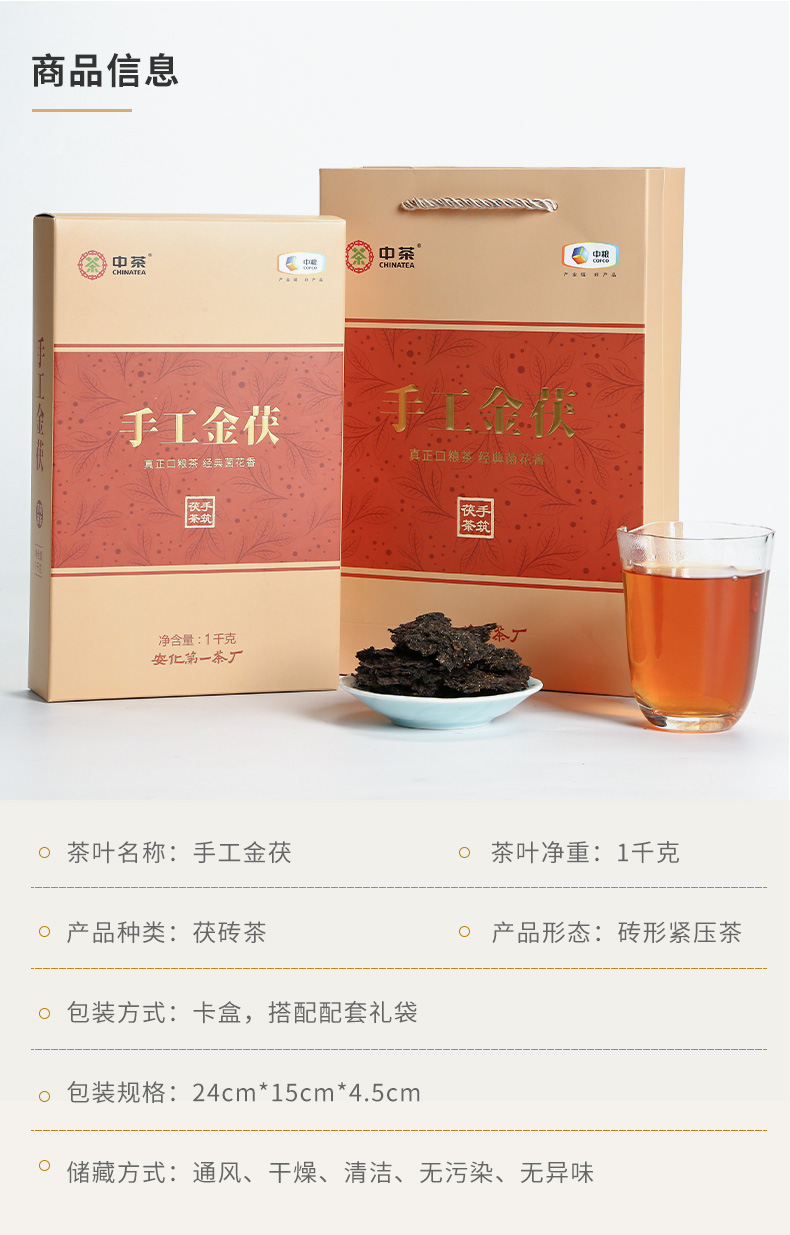 商品信息
中茶®
CHINATEA
中粮
COFCO
产业链 好产品
手工金茯
手工金茯
真正口粮茶 经典菌花香
手筑
茯茶
净含量:1千克
安化第一茶厂
中茶®
CHINATEA
中粮
COFCO
产业链 好产品
手工金茯
真正口粮茶 经典菌花香
手筑
茯茶
茶厂
茶叶名称：手工金茯
茶叶净重：1千克
产品种类：茯砖茶
产品形态：砖形紧压茶
包装方式：卡盒，搭配配套礼袋
包装规格：24cm*15cm*4.5cm
储藏方式：通风、干燥、清洁、无污染、无异味